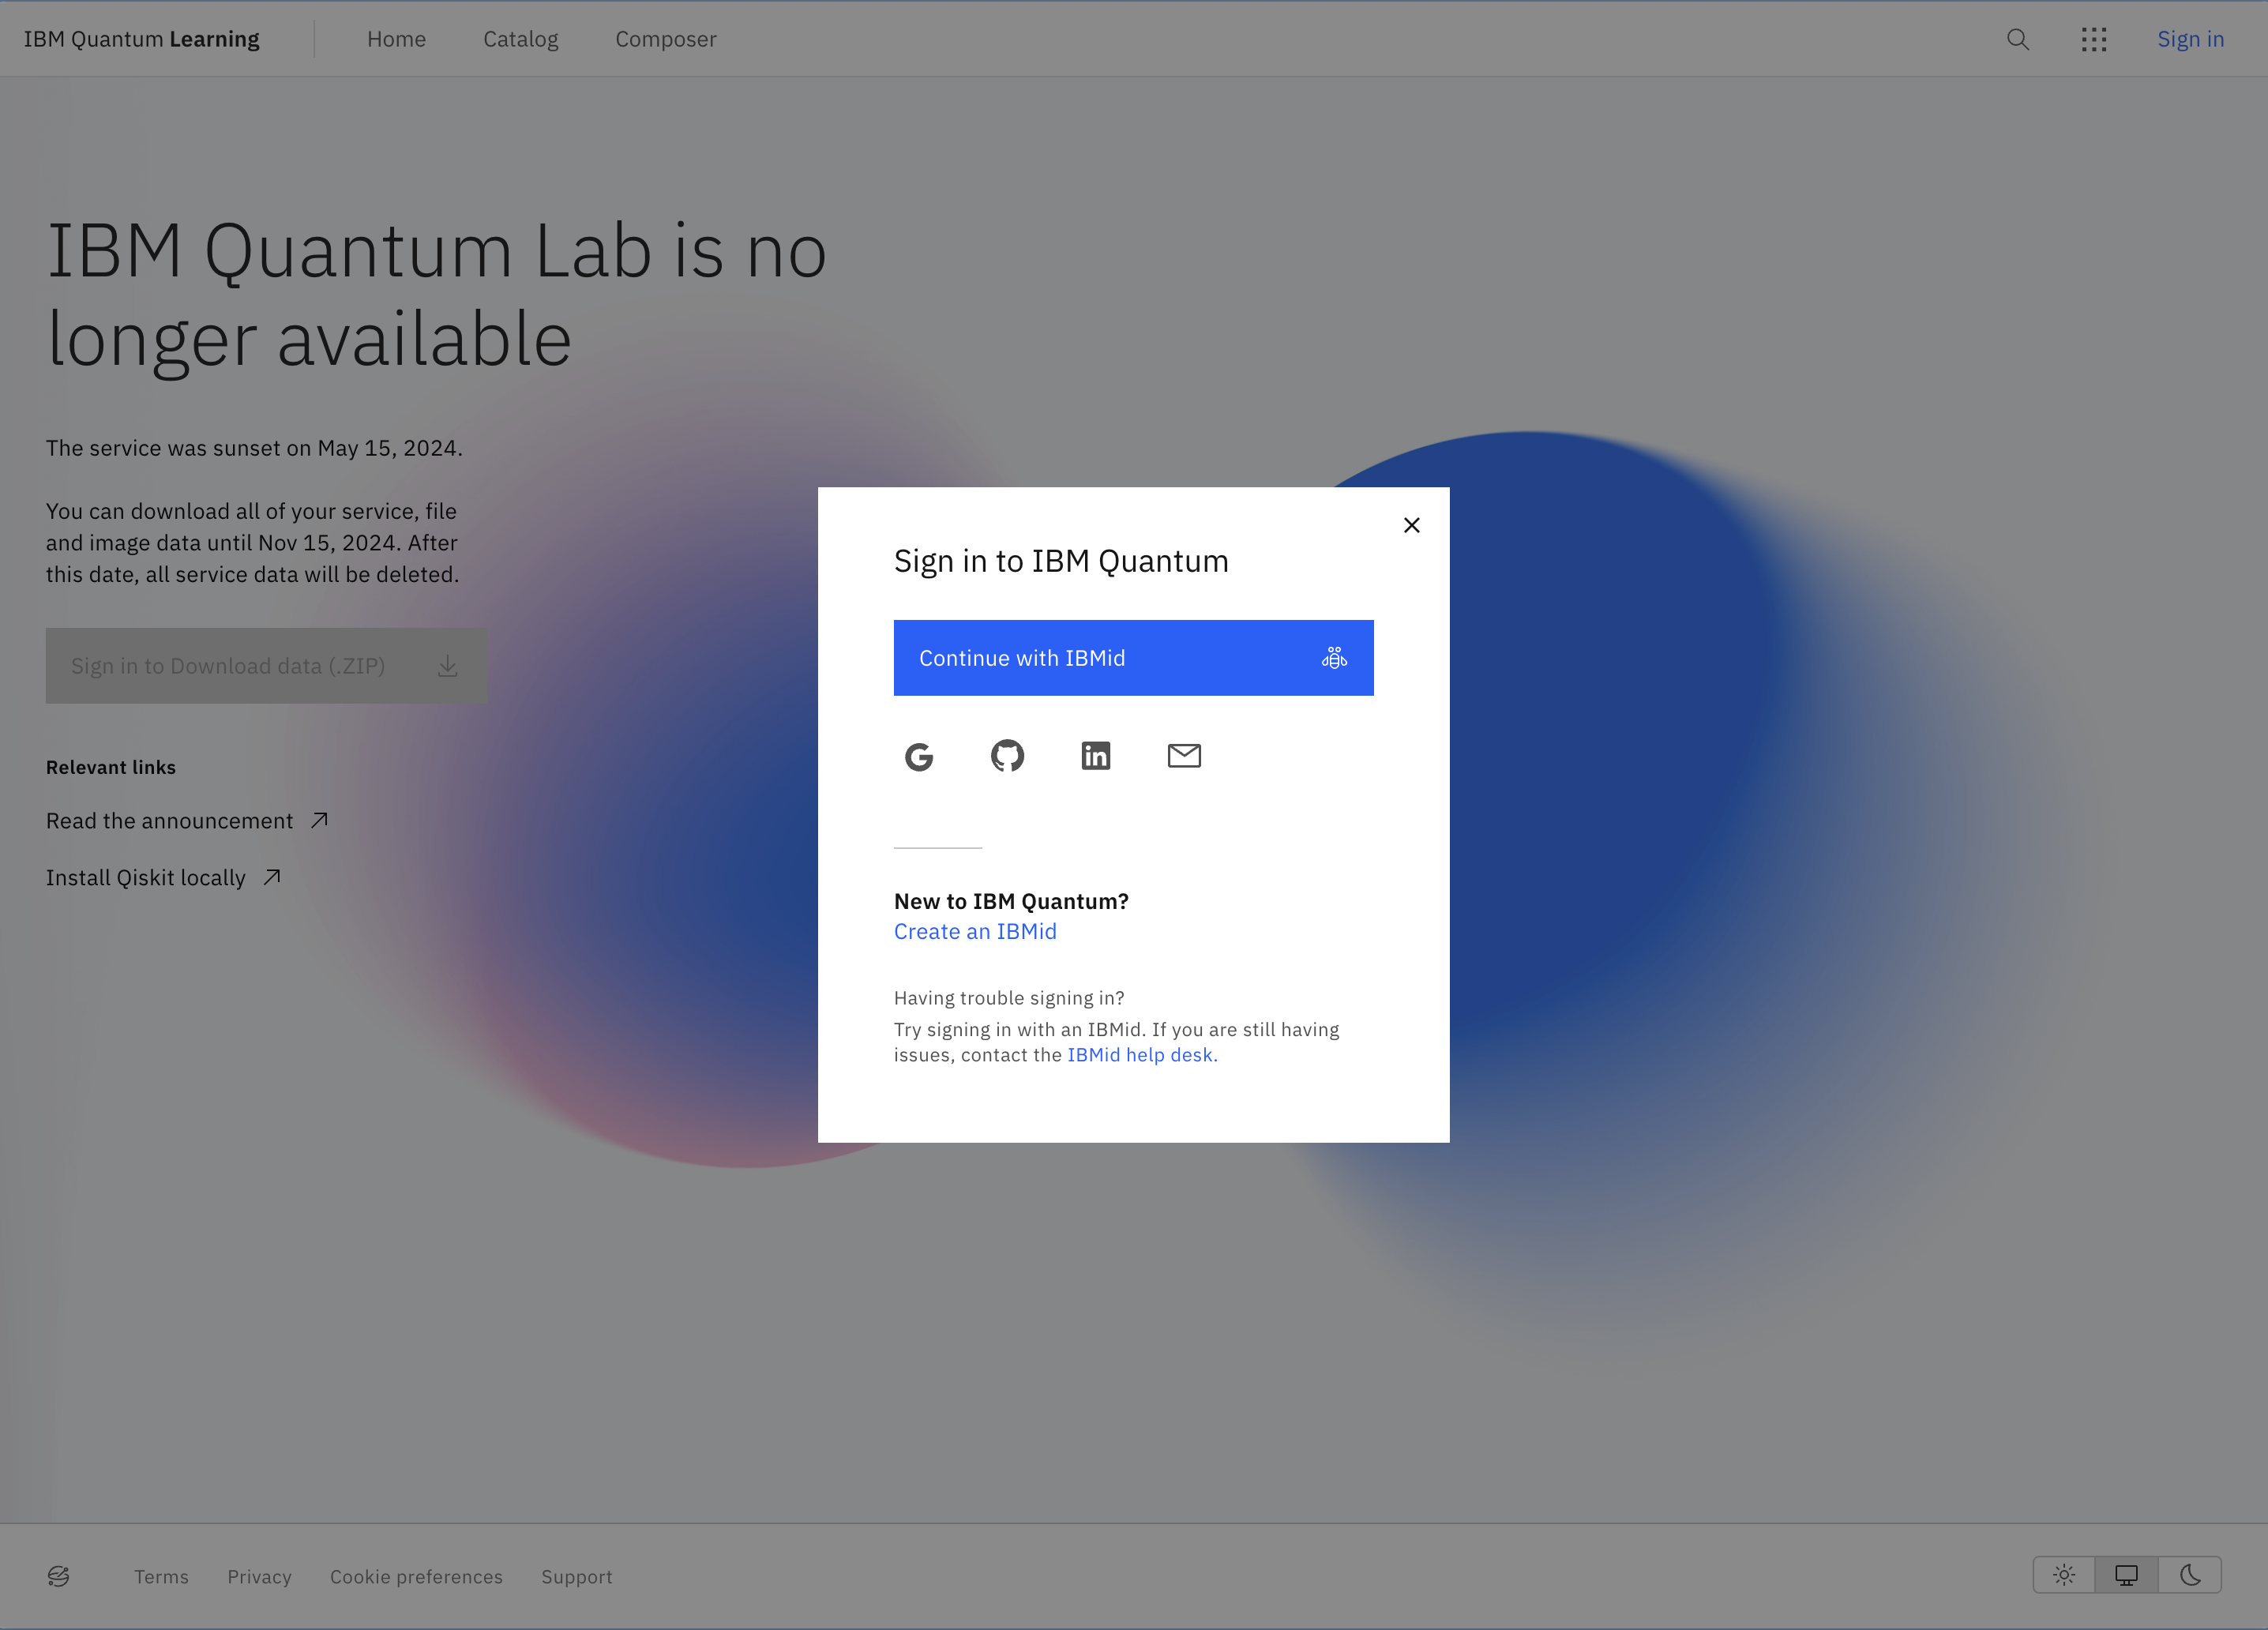 IBM Quantum Learning
Home
Catalog
Composer
Sign in
IBM Quantum Lab is no
longer available
The service was sunset on May 15, 2024.
You can download all of your service, file
and image data until Nov 15, 2024. After
this date, all service data will be deleted.
Sign in to Download data (.ZIP)
Relevant links
Read the announcement
Install Qiskit locally
Sign in to IBM Quantum
Continue with IBMid
New to IBM Quantum?
Create an IBMid
Having trouble signing in?
Try signing in with an IBMid. If you are still having
issues, contact the IBMid help desk.
Terms
Privacy
Cookie preferences
Support